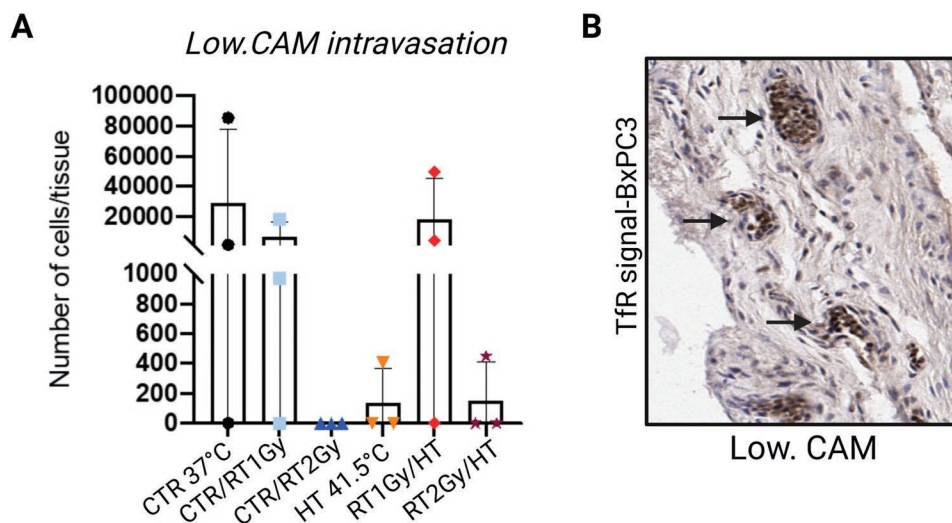 A
Low.CAM intravasation
Number of cells/tissue
100000
80000
60000
40000
20000
1000
800
600
400
200
0
CTR 37°C
CTR/RT1Gy
CTR/RT2Gy
HT 41.5°C
RT1Gy/HT
RT2Gy/HT
B
TfR signal-BxPC3
Low. CAM